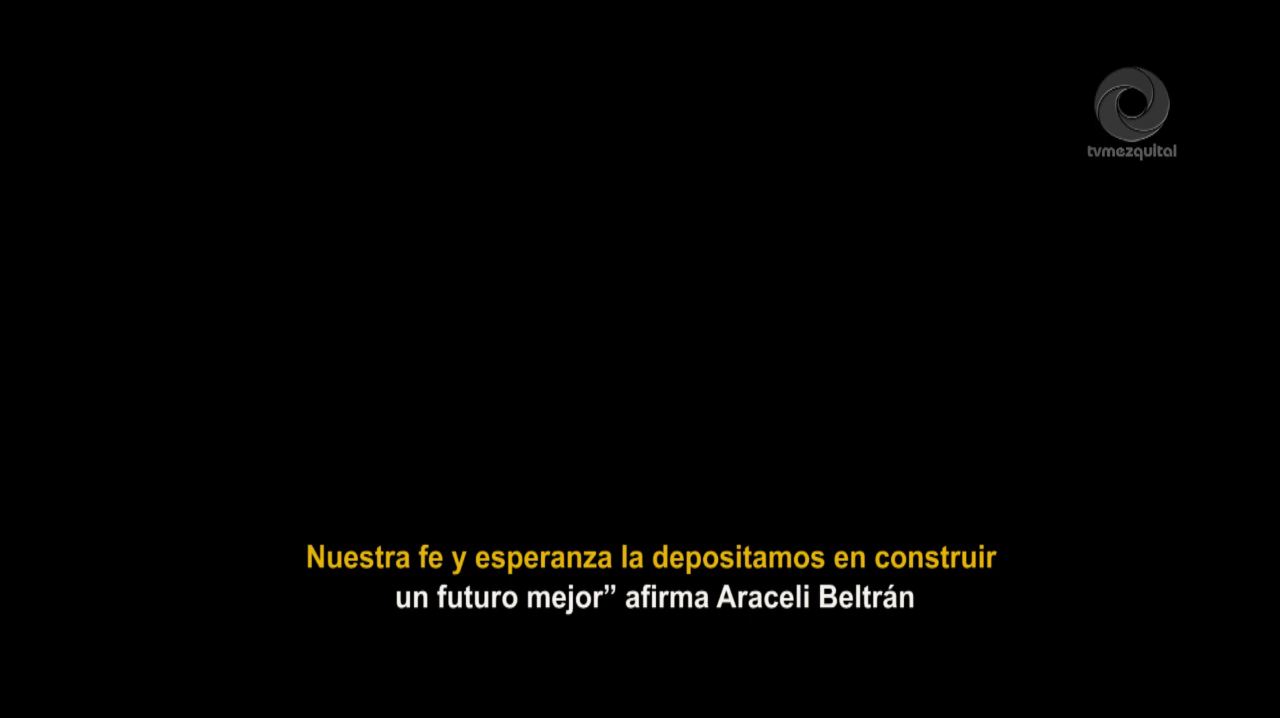 tvmezquital
Nuestra fe y esperanza la depositamos en construir
un futuro mejor” afirma Araceli Beltrán